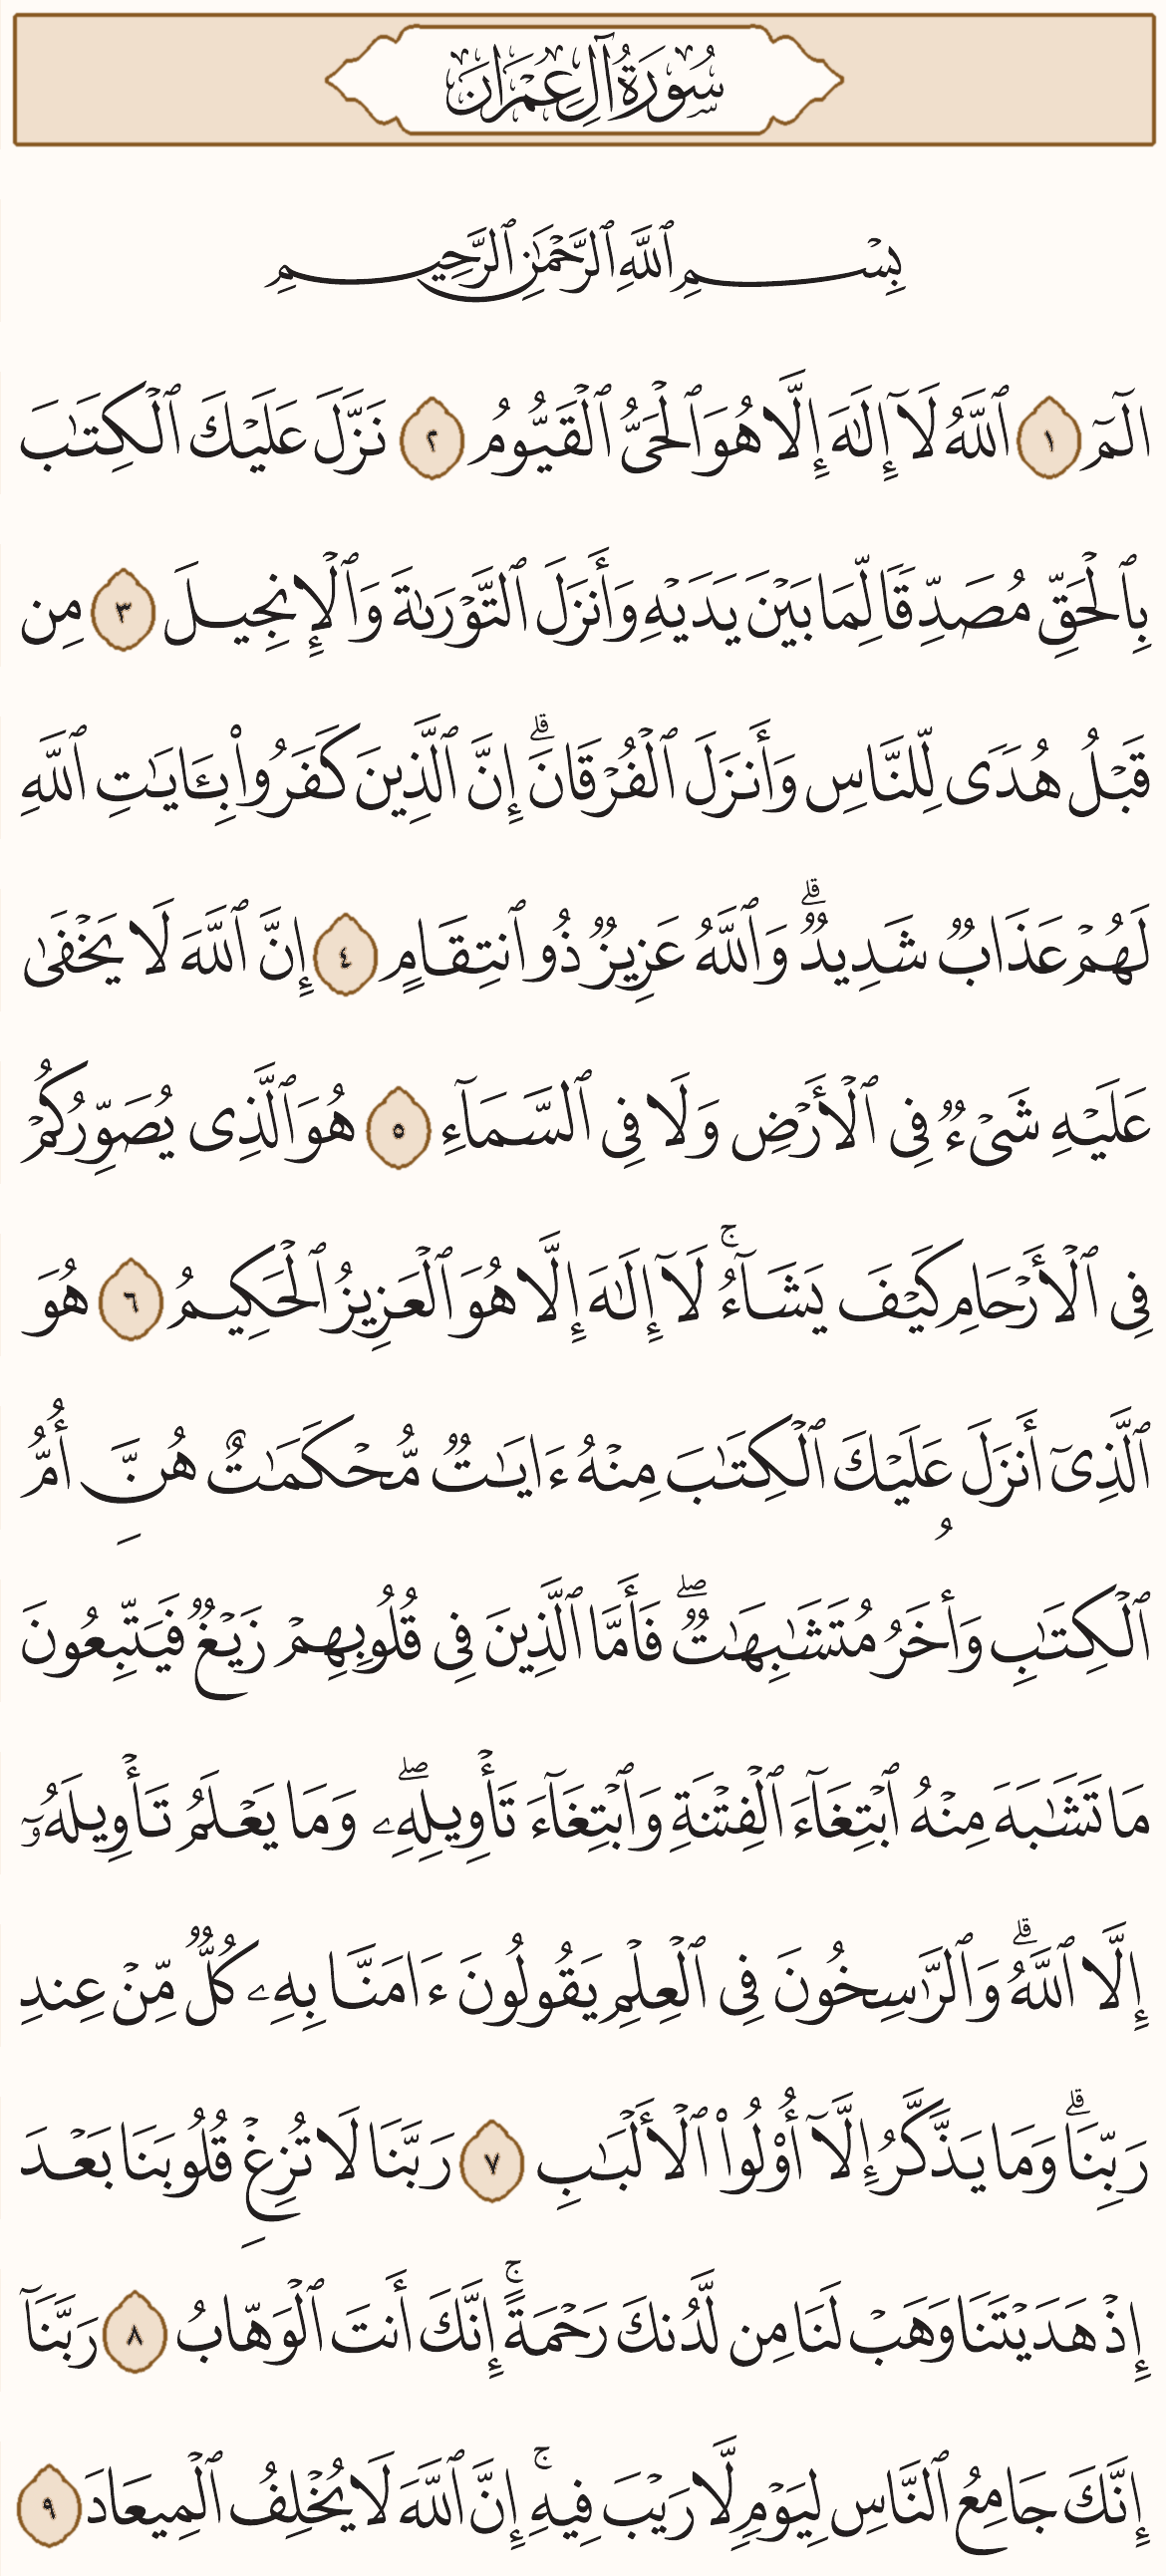 سُورَةُ آلِ عِمْرَانَ
بِسْمِ ٱللَّهِ ٱلرَّحْمَٰنِ ٱلرَّحِيمِ
الٓمٓ ١ ٱللَّهُ لَآ إِلَٰهَ إِلَّا هُوَ ٱلْحَىُّ ٱلْقَيُّومُ ٢ نَزَّلَ عَلَيْكَ ٱلْكِتَٰبَ
بِٱلْحَقِّ مُصَدِّقًا لِّمَا بَيْنَ يَدَيْهِ وَأَنزَلَ ٱلتَّوْرَىٰةَ وَٱلْإِنجِيلَ ٣ مِن
قَبْلُ هُدًى لِّلنَّاسِ وَأَنزَلَ ٱلْفُرْقَانَ ۗ إِنَّ ٱلَّذِينَ كَفَرُوا۟ بِـَٔايَٰتِ ٱللَّهِ
لَهُمْ عَذَابٌ شَدِيدٌ ۗ وَٱللَّهُ عَزِيزٌ ذُو ٱنتِقَامٍ ٤ إِنَّ ٱللَّهَ لَا يَخْفَىٰ
عَلَيْهِ شَىْءٌ فِى ٱلْأَرْضِ وَلَا فِى ٱلسَّمَآءِ ٥ هُوَ ٱلَّذِى يُصَوِّرُكُمْ
فِى ٱلْأَرْحَامِ كَيْفَ يَشَآءُ ۚ لَآ إِلَٰهَ إِلَّا هُوَ ٱلْعَزِيزُ ٱلْحَكِيمُ ٦ هُوَ
ٱلَّذِىٓ أَنزَلَ عَلَيْكَ ٱلْكِتَٰبَ مِنْهُ ءَايَٰتٌ مُّحْكَمَٰتٌ هُنَّ أُمُّ
ٱلْكِتَٰبِ وَأُخَرُ مُتَشَٰبِهَٰتٌ ۖ فَأَمَّا ٱلَّذِينَ فِى قُلُوبِهِمْ زَيْغٌ فَيَتَّبِعُونَ
مَا تَشَٰبَهَ مِنْهُ ٱبْتِغَآءَ ٱلْفِتْنَةِ وَٱبْتِغَآءَ تَأْوِيلِهِۦ ۖ وَمَا يَعْلَمُ تَأْوِيلَهُۥٓ
إِلَّا ٱللَّهُ ۗ وَٱلرَّٰسِخُونَ فِى ٱلْعِلْمِ يَقُولُونَ ءَامَنَّا بِهِۦ كُلٌّ مِّنْ عِندِ
رَبِّنَا ۗ وَمَا يَذَّكَّرُ إِلَّآ أُو۟لُوا۟ ٱلْأَلْبَٰبِ ٧ رَبَّنَا لَا تُزِغْ قُلُوبَنَا بَعْدَ
إِذْ هَدَيْتَنَا وَهَبْ لَنَا مِن لَّدُنكَ رَحْمَةً ۚ إِنَّكَ أَنتَ ٱلْوَهَّابُ ٨ رَبَّنَآ
إِنَّكَ جَامِعُ ٱلنَّاسِ لِيَوْمٍ لَّا رَيْبَ فِيهِ ۚ إِنَّ ٱللَّهَ لَا يُخْلِفُ ٱلْمِيعَادَ ٩